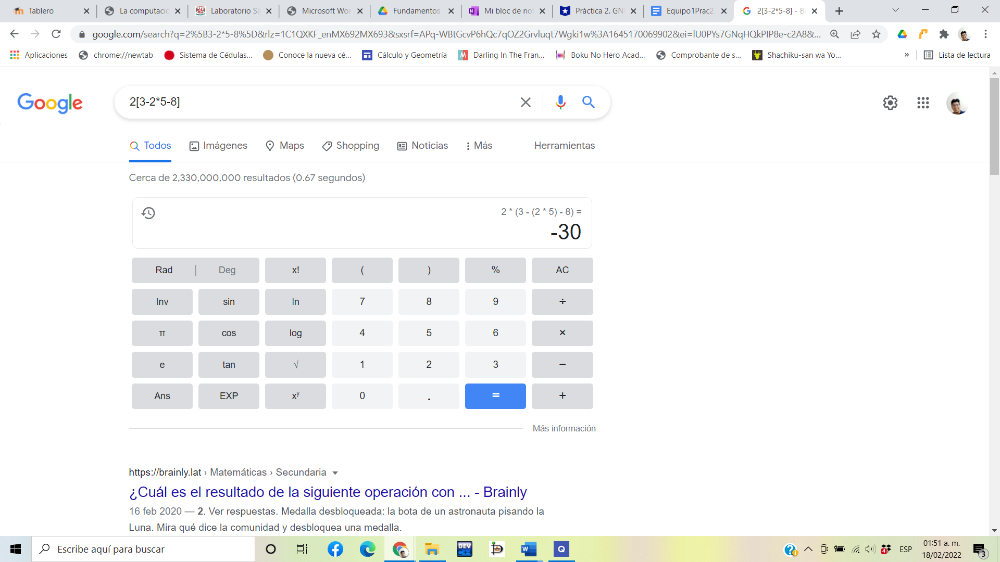 Tablero
La computació
Laboratorio Sa
Microsoft Wor
Fundamentos
Mi bloc de not
Práctica 2. GN
Equipo1Prac2
2[3-2*5-8] - B
google.com/search?q=2%5B3-2*5-8%5D&rlz=1C1QXKF_enMX692MX693&sxsrf=APq-WBtGcvP6hQc7qOZ2Grvluqt7Wgki1w%3A1645170069902&ei=lU0PYs7GNqHQkPIP8e-c2A8&...
Aplicaciones
chrome://newtab
Sistema de Cédulas...
Conoce la nueva cé...
Cálculo y Geometría
Darling In The Fran...
Boku No Hero Acad...
Comprobante de s...
Shachiku-san wa Yo...
»
Lista de lectura
Google
2[3-2*5-8]
Todos
Imágenes
Maps
Shopping
Noticias
Más
Herramientas
Cerca de 2,330,000,000 resultados (0.67 segundos)
2 * (3 - (2 * 5) - 8) =
-30
Rad | Deg x! ( ) % AC
Inv sin ln 7 8 9 ÷
π cos log 4 5 6 ×
e tan √ 1 2 3 −
Ans EXP xʸ 0 . = +
Más información
https://brainly.lat › Matemáticas › Secundaria
¿Cuál es el resultado de la siguiente operación con ... - Brainly
16 feb 2020 — 2. Ver respuestas. Medalla desbloqueada: la bota de un astronauta pisando la
Luna. Mira qué dice la comunidad y desbloquea una medalla.
Escribe aquí para buscar
DEV
W
Q
4
ESP
01:51 a. m.
18/02/2022
3